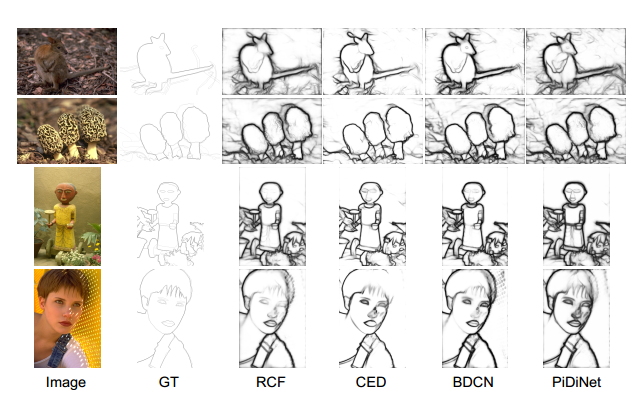 Image GT RCF CED BDCN PiDiNet